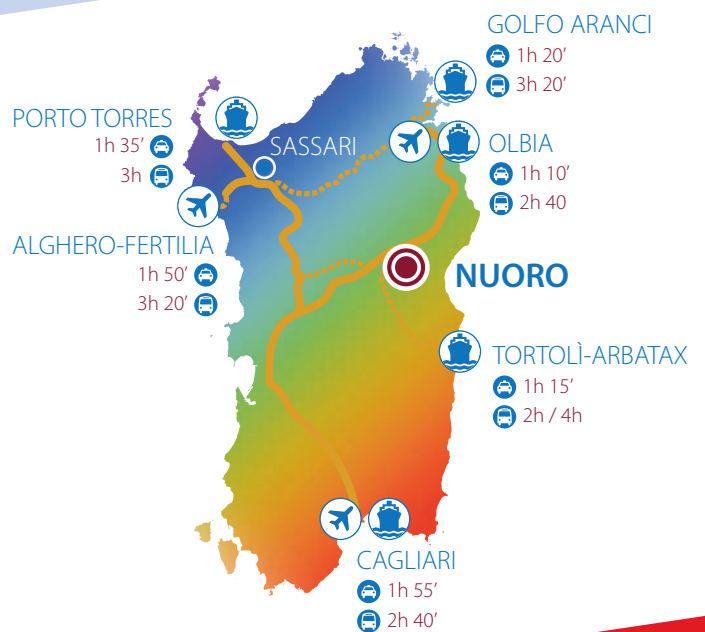 GOLFO ARANCI
1h 20’
3h 20’
PORTO TORRES
1h 35’
3h
SASSARI
OLBIA
1h 10’
2h 40
ALGHERO-FERTILIA
1h 50’
3h 20’
NUORO
TORTOLÌ-ARBATAX
1h 15’
2h / 4h
CAGLIARI
1h 55’
2h 40’